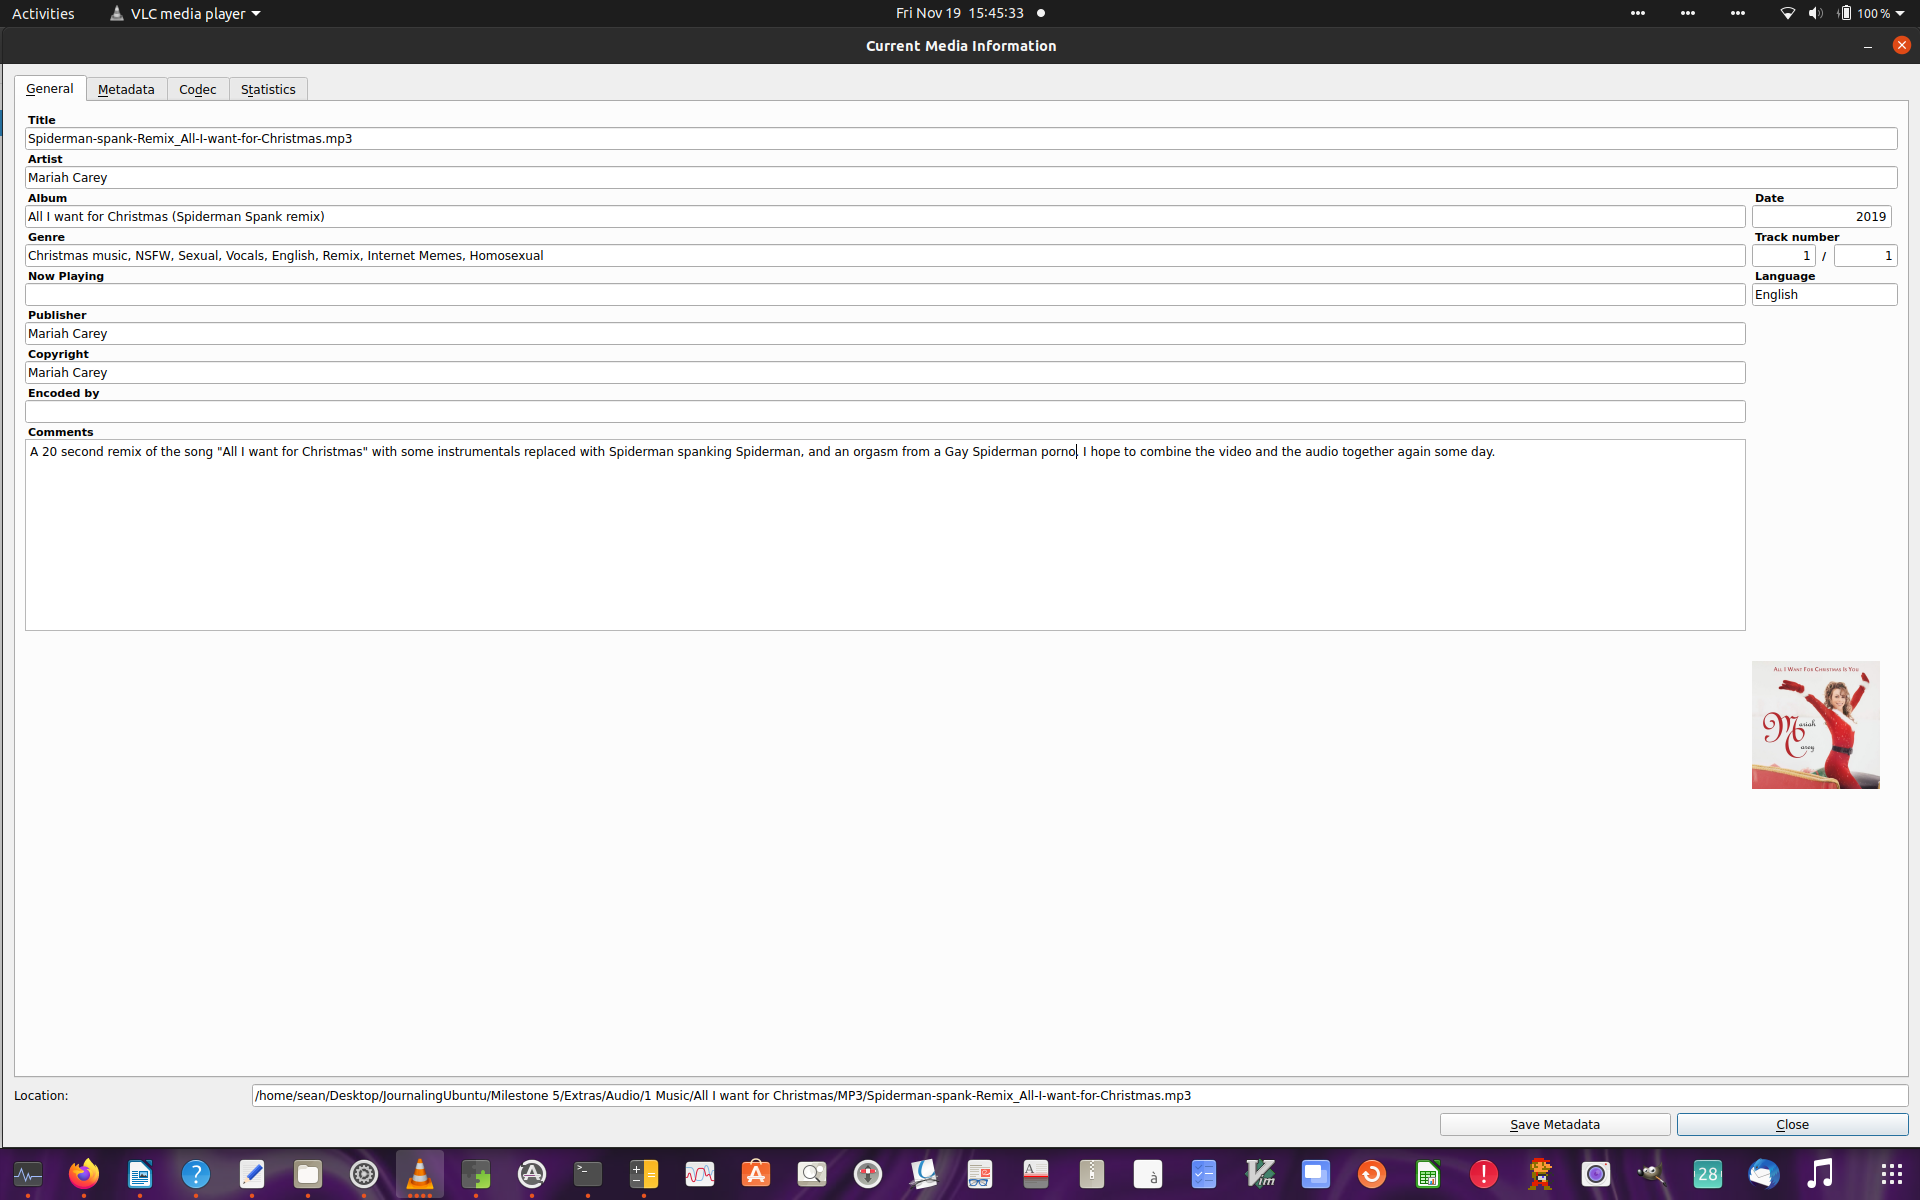 Activities
VLC media player
Fri Nov 19 15:45:33
100 %
Current Media Information
General
Metadata
Codec
Statistics
Title
Spiderman-spank-Remix_All-I-want-for-Christmas.mp3
Artist
Mariah Carey
Album
Date
All I want for Christmas (Spiderman Spank remix)
2019
Genre
Track number
Christmas music, NSFW, Sexual, Vocals, English, Remix, Internet Memes, Homosexual
1 / 1
Now Playing
Language
English
Publisher
Mariah Carey
Copyright
Mariah Carey
Encoded by
Comments
A 20 second remix of the song "All I want for Christmas" with some instrumentals replaced with Spiderman spanking Spiderman, and an orgasm from a Gay Spiderman porno. I hope to combine the video and the audio together again some day.
All I Want For Christmas Is You
Mariah
Carey
Location:
/home/sean/Desktop/JournalingUbuntu/Milestone 5/Extras/Audio/1 Music/All I want for Christmas/MP3/Spiderman-spank-Remix_All-I-want-for-Christmas.mp3
Save Metadata
Close
28